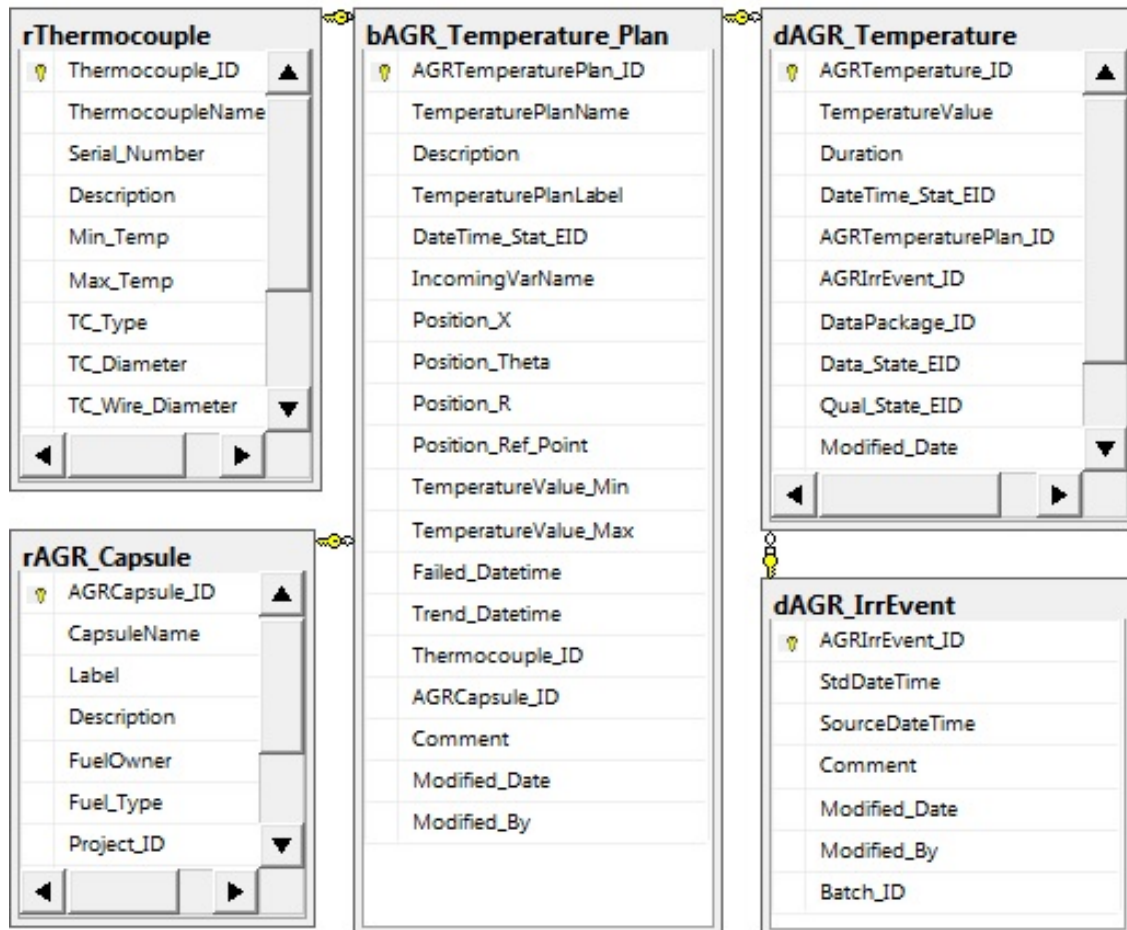 rThermocouple
Thermocouple_ID
ThermocoupleName
Serial_Number
Description
Min_Temp
Max_Temp
TC_Type
TC_Diameter
TC_Wire_Diameter
rAGR_Capsule
AGRCapsule_ID
CapsuleName
Label
Description
FuelOwner
Fuel_Type
Project_ID
bAGR_Temperature_Plan
AGRTemperaturePlan_ID
TemperaturePlanName
Description
TemperaturePlanLabel
DateTime_Stat_EID
IncomingVarName
Position_X
Position_Theta
Position_R
Position_Ref_Point
TemperatureValue_Min
TemperatureValue_Max
Failed_Datetime
Trend_Datetime
Thermocouple_ID
AGRCapsule_ID
Comment
Modified_Date
Modified_By
dAGR_Temperature
AGRTemperature_ID
TemperatureValue
Duration
DateTime_Stat_EID
AGRTemperaturePlan_ID
AGRIrrEvent_ID
DataPackage_ID
Data_State_EID
Qual_State_EID
Modified_Date
dAGR_IrrEvent
AGRIrrEvent_ID
StdDateTime
SourceDateTime
Comment
Modified_Date
Modified_By
Batch_ID